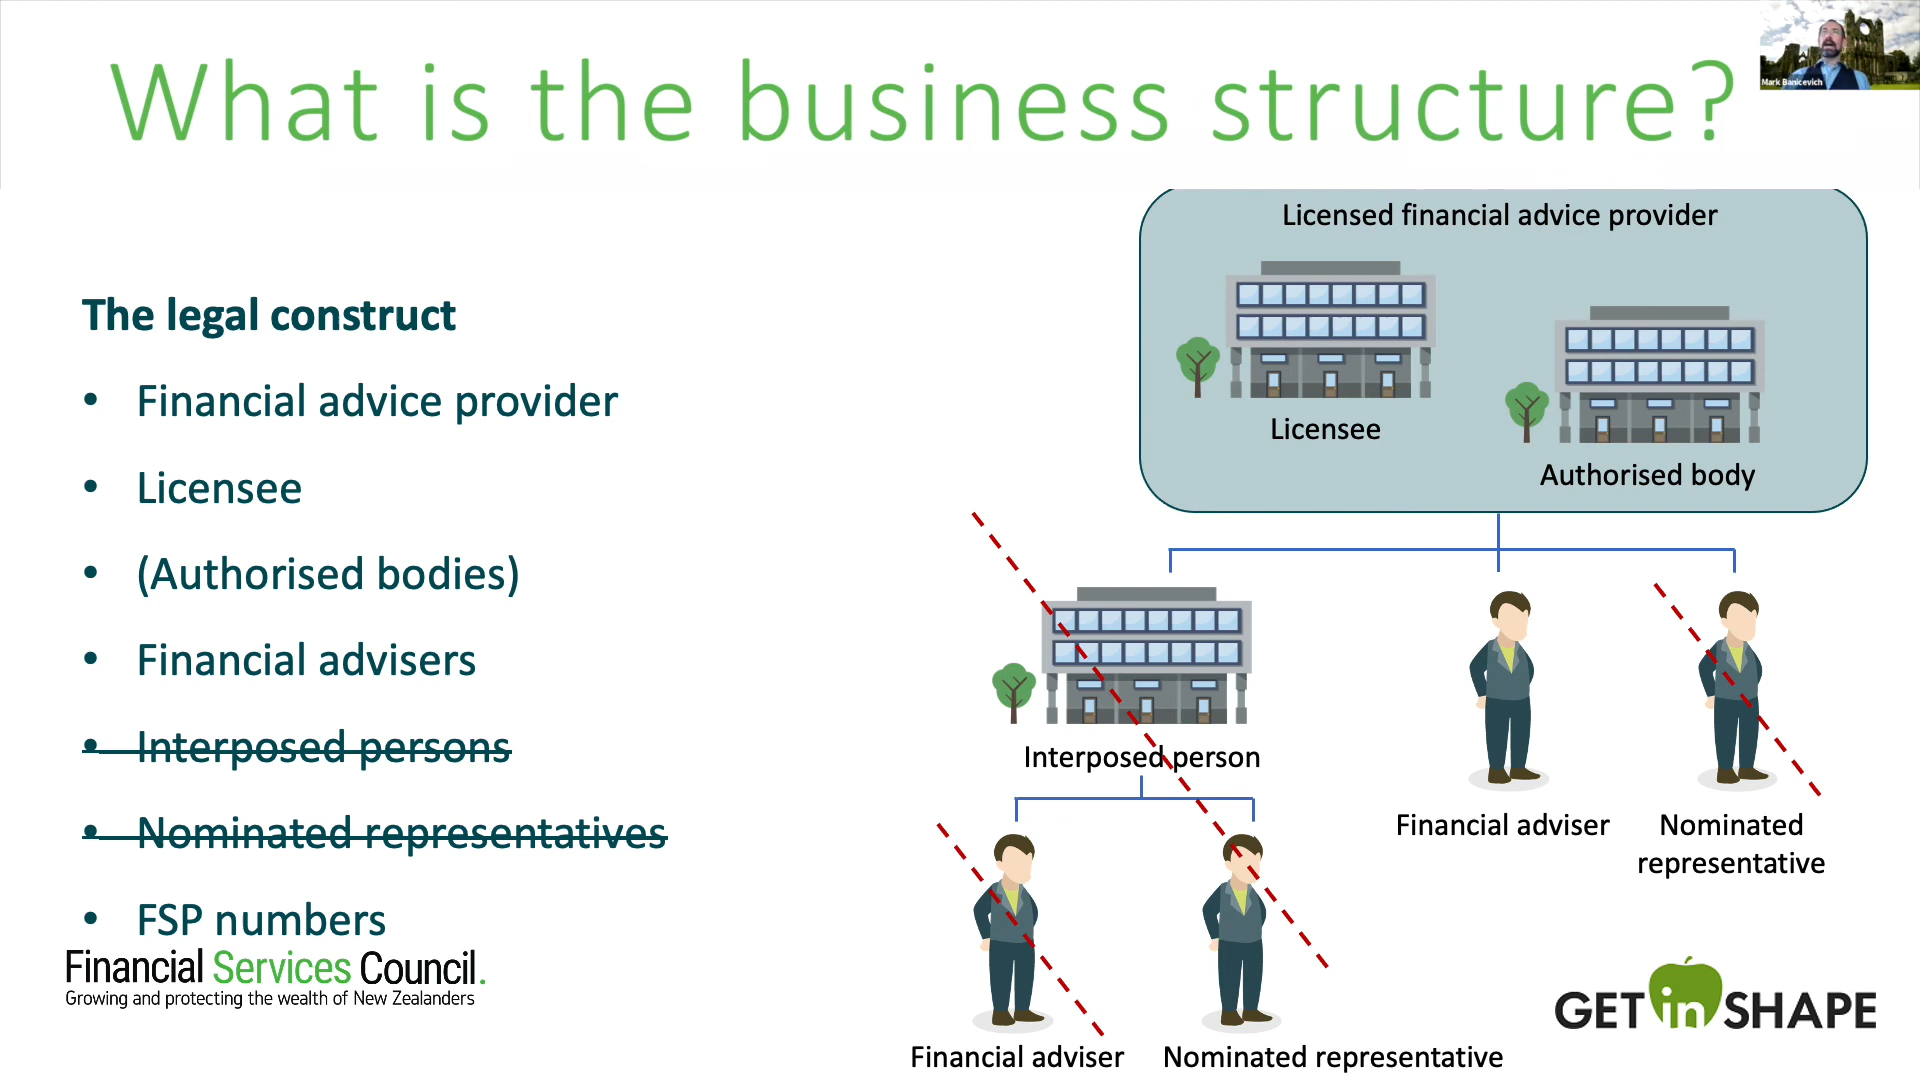 What is the business structure?
Mark Banicevich
Licensed financial advice provider
Licensee
Authorised body
The legal construct
• Financial advice provider
• Licensee
• (Authorised bodies)
• Financial advisers
• Interposed persons
• Nominated representatives
• FSP numbers
Interposed person
Financial adviser
Nominated
representative
Financial adviser
Nominated representative
Financial Services Council.
Growing and protecting the wealth of New Zealanders
GET in SHAPE